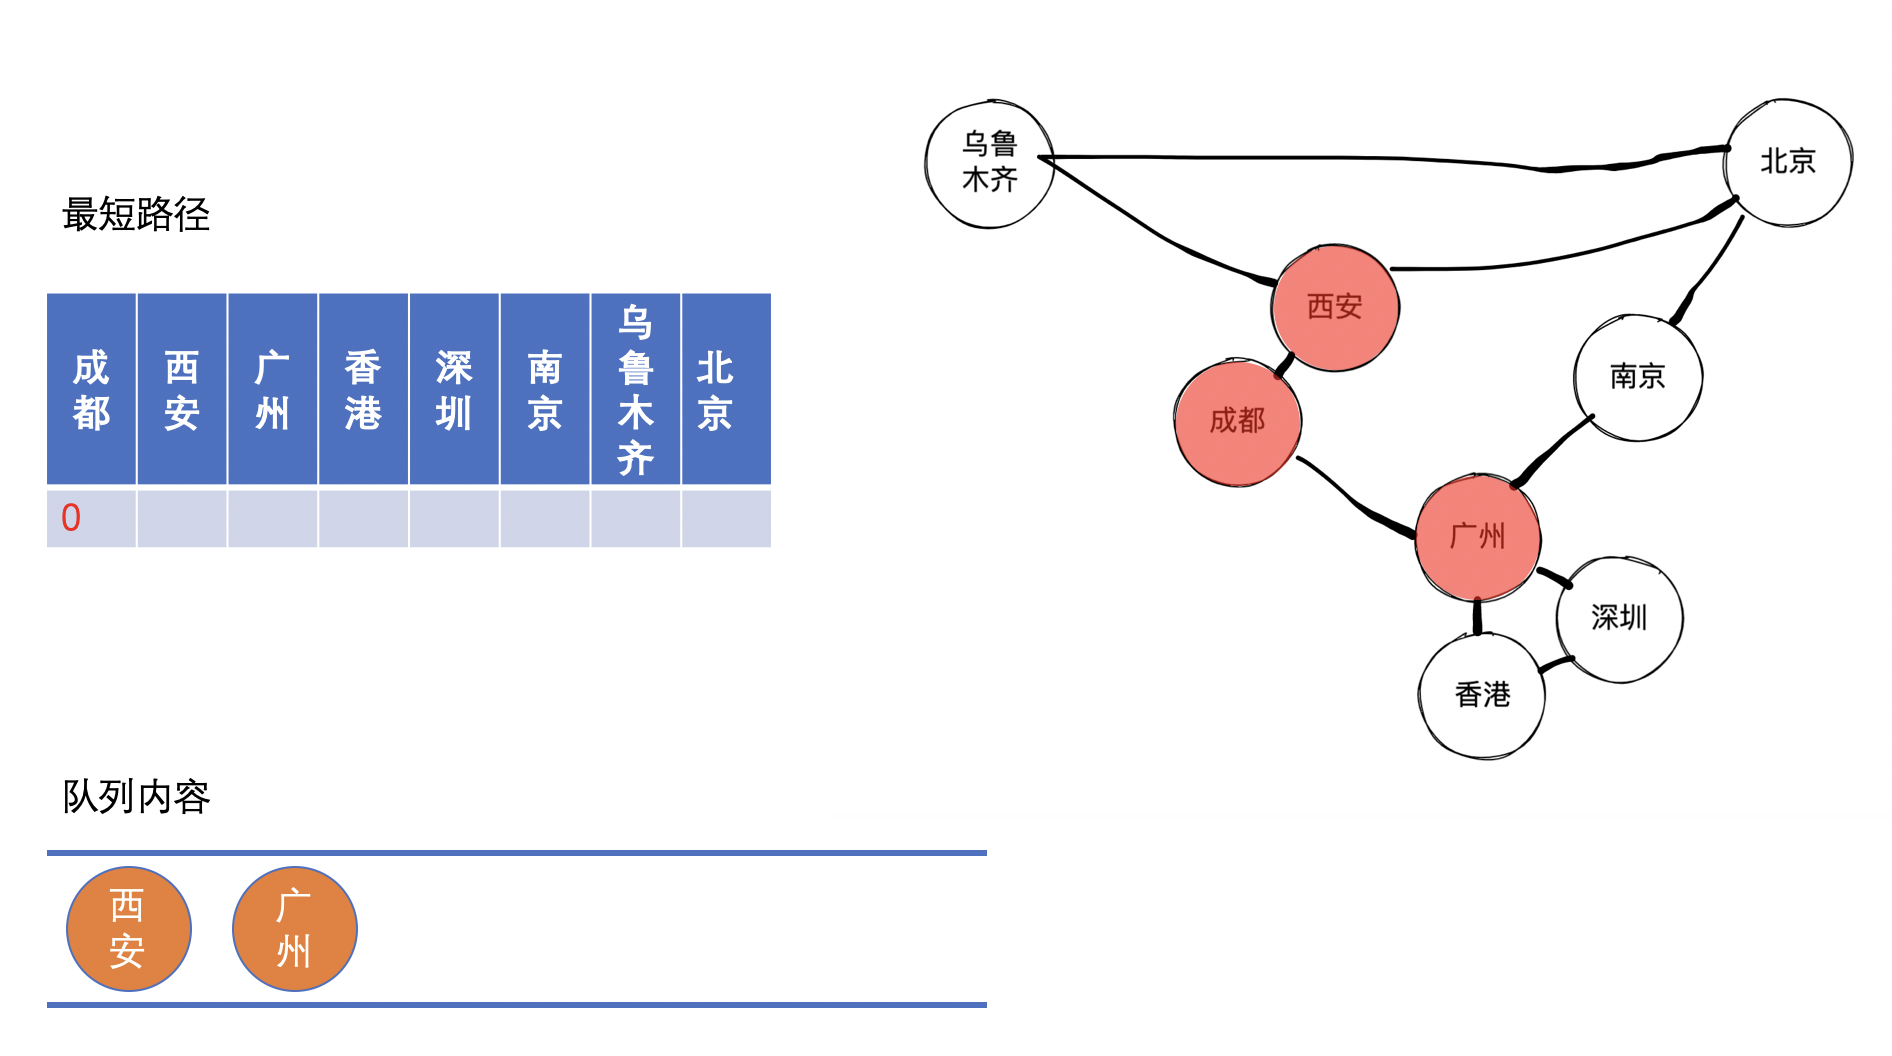 最短路径
成都
西安
广州
香港
深圳
南京
乌鲁木齐
北京
0
队列内容
西安
广州
乌鲁
木齐
北京
西安
南京
成都
广州
深圳
香港